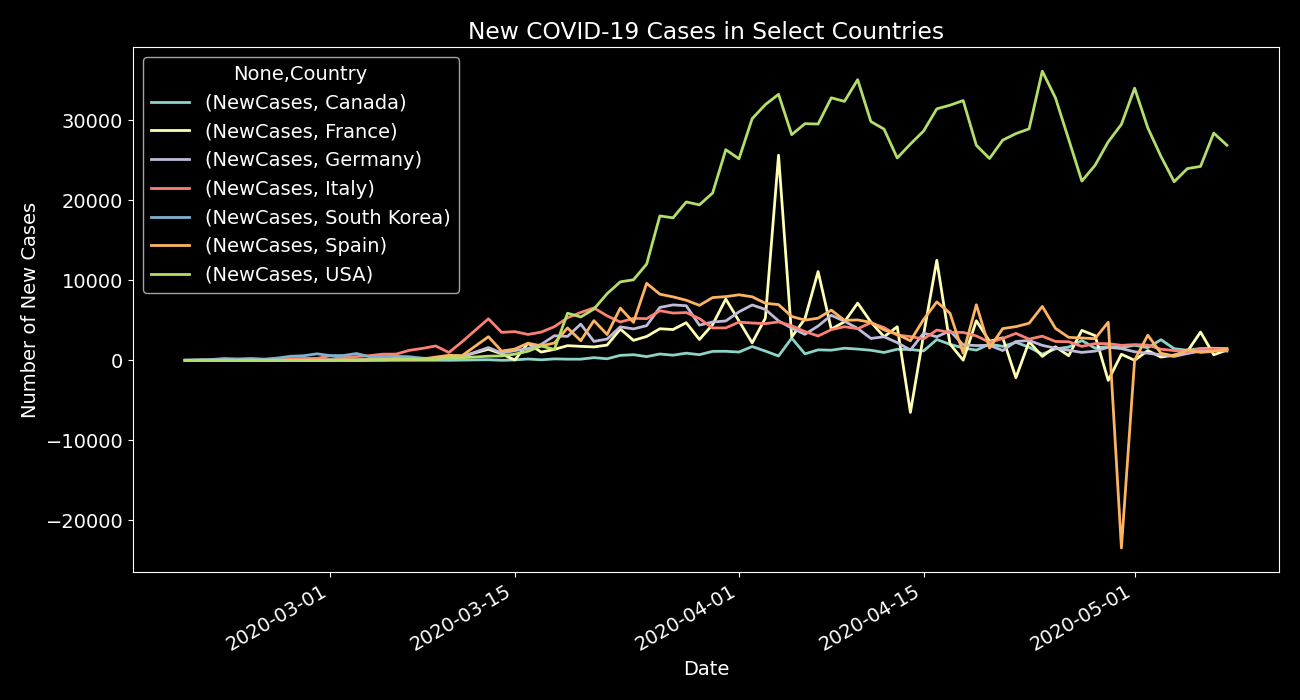 New COVID-19 Cases in Select Countries
None,Country
(NewCases, Canada)
(NewCases, France)
(NewCases, Germany)
(NewCases, Italy)
(NewCases, South Korea)
(NewCases, Spain)
(NewCases, USA)
Number of New Cases
30000
20000
10000
0
−10000
−20000
2020-03-01
2020-03-15
2020-04-01
2020-04-15
2020-05-01
Date